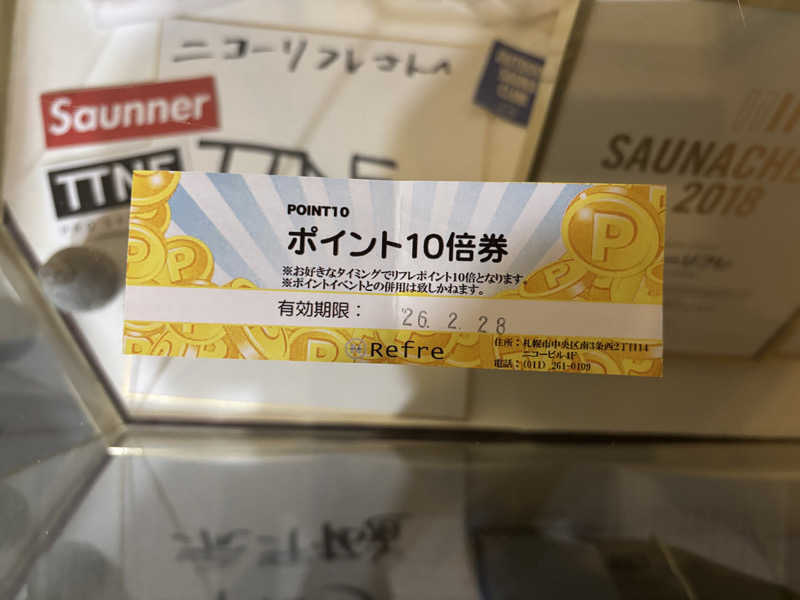 ニコーリフレさんへ
Saunner
TTNE
TTNE
SAUNACHE
2018
POINT10
ポイント10倍券
※お好きなタイミングでリフレポイント10倍となります。
※ポイントイベントとの併用は致しかねます。
有効期限：
'26. 2. 28
Refre
住所：札幌市中央区南3条西2丁目14
ニコービル4F
電話：(011) 261-0109